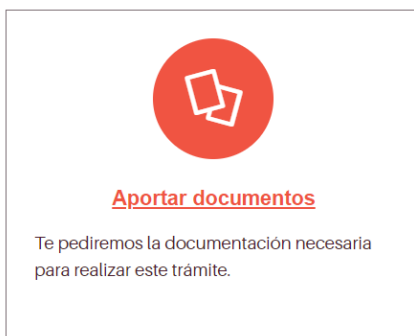 Aportar documentos
Te pediremos la documentación necesaria
para realizar este trámite.